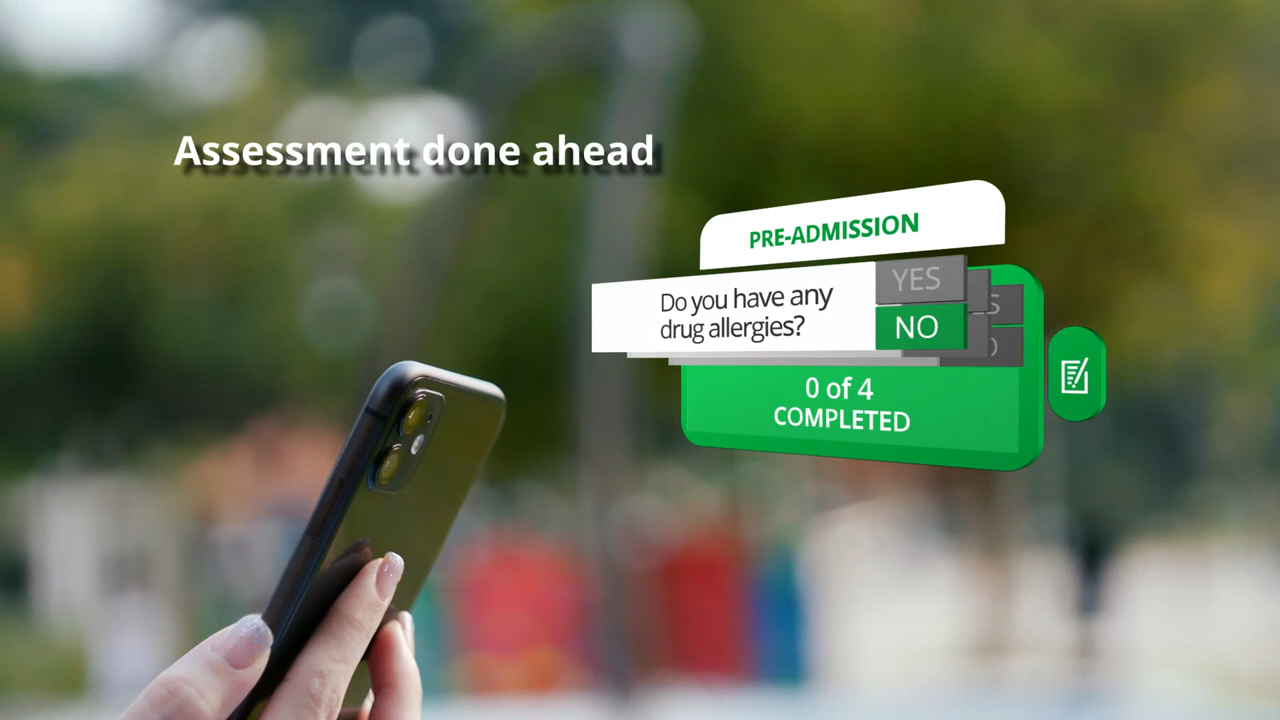 Assessment done ahead
PRE-ADMISSION
Do you have any
drug allergies?
YES
NO
0 of 4
COMPLETED